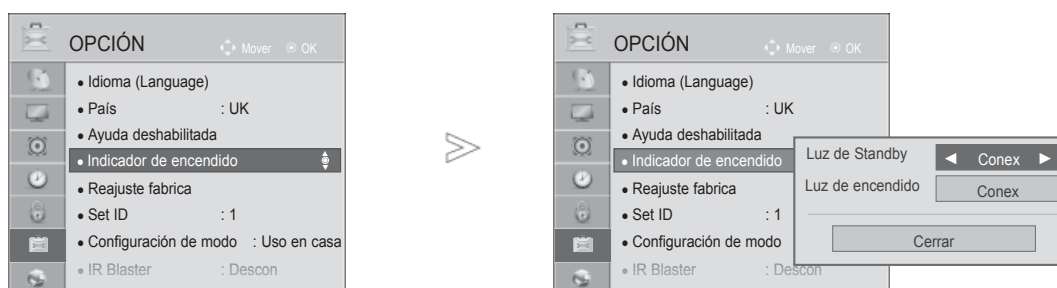 OPCIÓN Mover OK
• Idioma (Language)
• País : UK
• Ayuda deshabilitada
• Indicador de encendido
• Reajuste fabrica
• Set ID : 1
• Configuración de modo : Uso en casa
• IR Blaster : Descon
OPCIÓN Mover OK
• Idioma (Language)
• País : UK
• Ayuda deshabilitada
• Indicador de encendido
• Reajuste fabrica
• Set ID : 1
• Configuración de modo
• IR Blaster : Descon
Luz de Standby ◄ Conex ►
Luz de encendido Conex
Cerrar